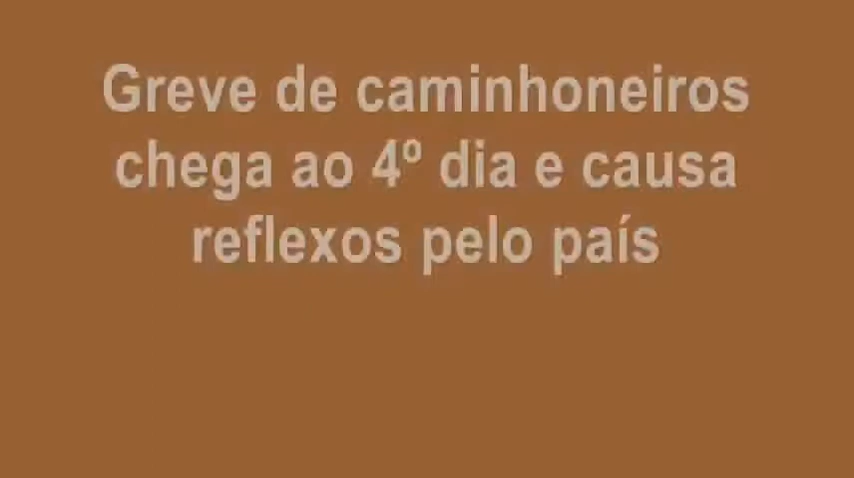 Greve de caminhoneiros
chega ao 4º dia e causa
reflexos pelo país